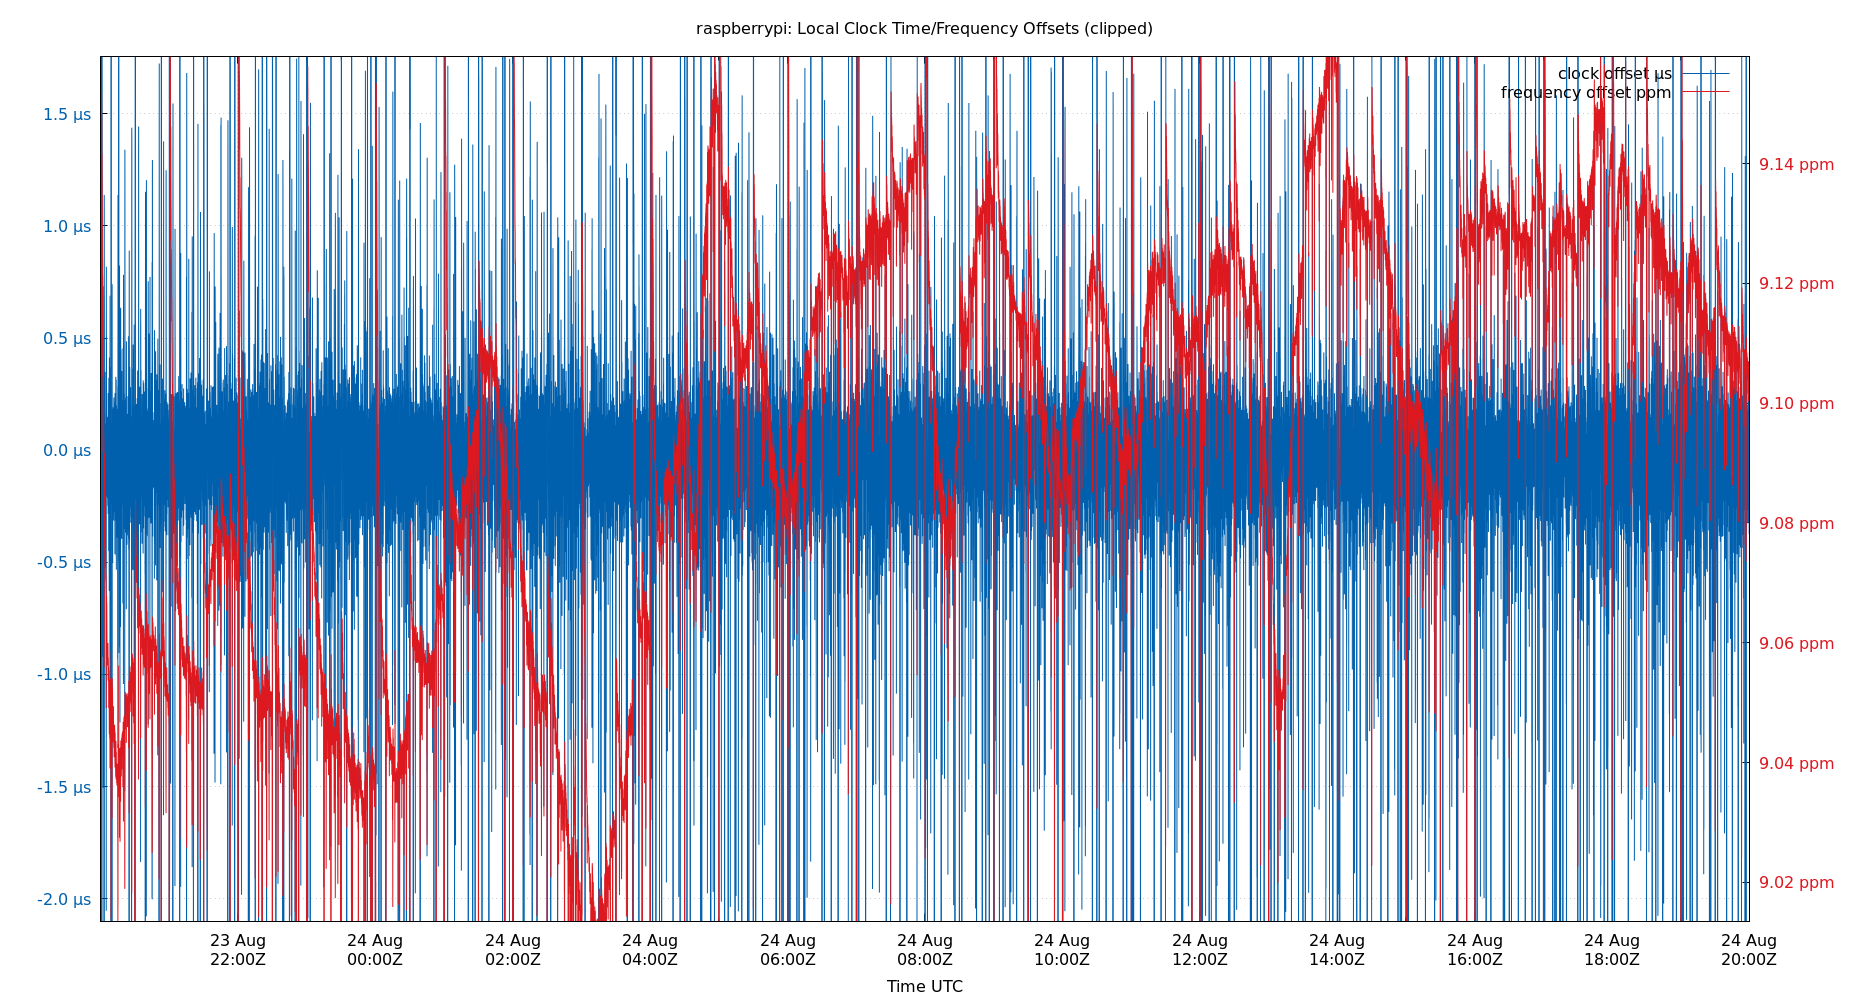 raspberrypi: Local Clock Time/Frequency Offsets (clipped)
clock offset µs
frequency offset ppm
1.5 µs
1.0 µs
0.5 µs
0.0 µs
-0.5 µs
-1.0 µs
-1.5 µs
-2.0 µs
9.14 ppm
9.12 ppm
9.10 ppm
9.08 ppm
9.06 ppm
9.04 ppm
9.02 ppm
23 Aug 24 Aug 24 Aug 24 Aug 24 Aug 24 Aug 24 Aug 24 Aug 24 Aug 24 Aug 24 Aug 24 Aug
22:00Z 00:00Z 02:00Z 04:00Z 06:00Z 08:00Z 10:00Z 12:00Z 14:00Z 16:00Z 18:00Z 20:00Z
Time UTC